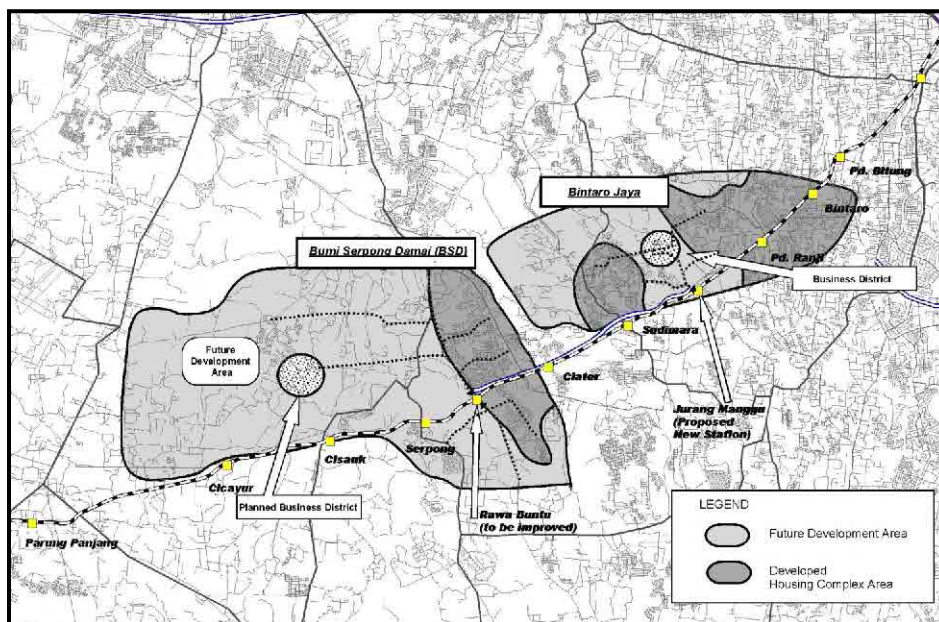 Pd. Bitung
Bintaro Jaya
Bintaro
Bumi Serpong Damai (BSD)
Pd. Ranji
Business District
Sudimara
Future
Development
Area
Ciater
Jurang Manggu
(Proposed
New Station)
Serpong
Cisauk
Cicayur
Planned Business District
Rawa Buntu
(to be improved)
Parung Panjang
LEGEND
Future Development Area
Developed
Housing Complex Area